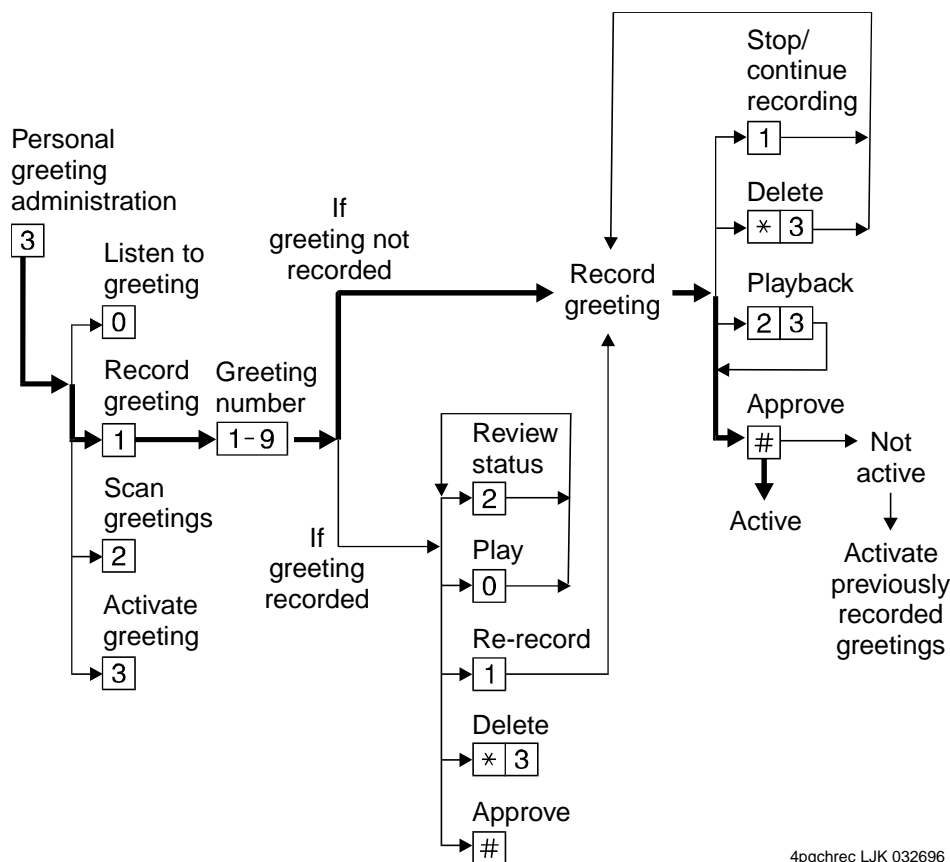 Personal
greeting
administration
3
Listen to
greeting
0
Record
greeting
1
Scan
greetings
2
Activate
greeting
3
Greeting
number
1-9
If
greeting not
recorded
If
greeting
recorded
Review
status
2
Play
0
Re-record
1
Delete
* 3
Approve
#
Record
greeting
Stop/
continue
recording
1
Delete
* 3
Playback
2 3
Approve
#
Active
Not
active
Activate
previously
recorded
greetings
4pgchrec LJK 032696